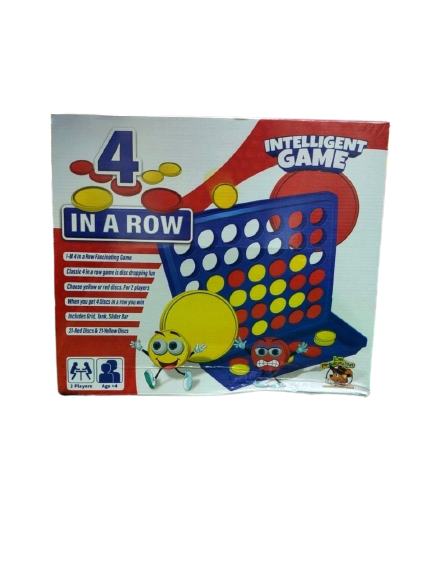 4
IN A ROW
INTELLIGENT
GAME
I-M 4 in a Row Fascinating Game
Classic 4 in a row game is disc dropping fun
Choose yellow or red discs. For 2 players
When you get 4 Discs in a row you win
Includes Grid, Tank, Slider Bar
21-Red Discs & 21-Yellow Discs
2 Players
Age +4